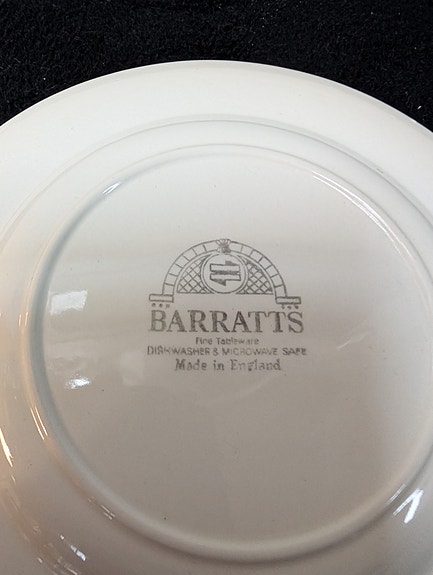 BARRATTS
Fine Tableware
DISHWASHER & MICROWAVE SAFE
Made in England